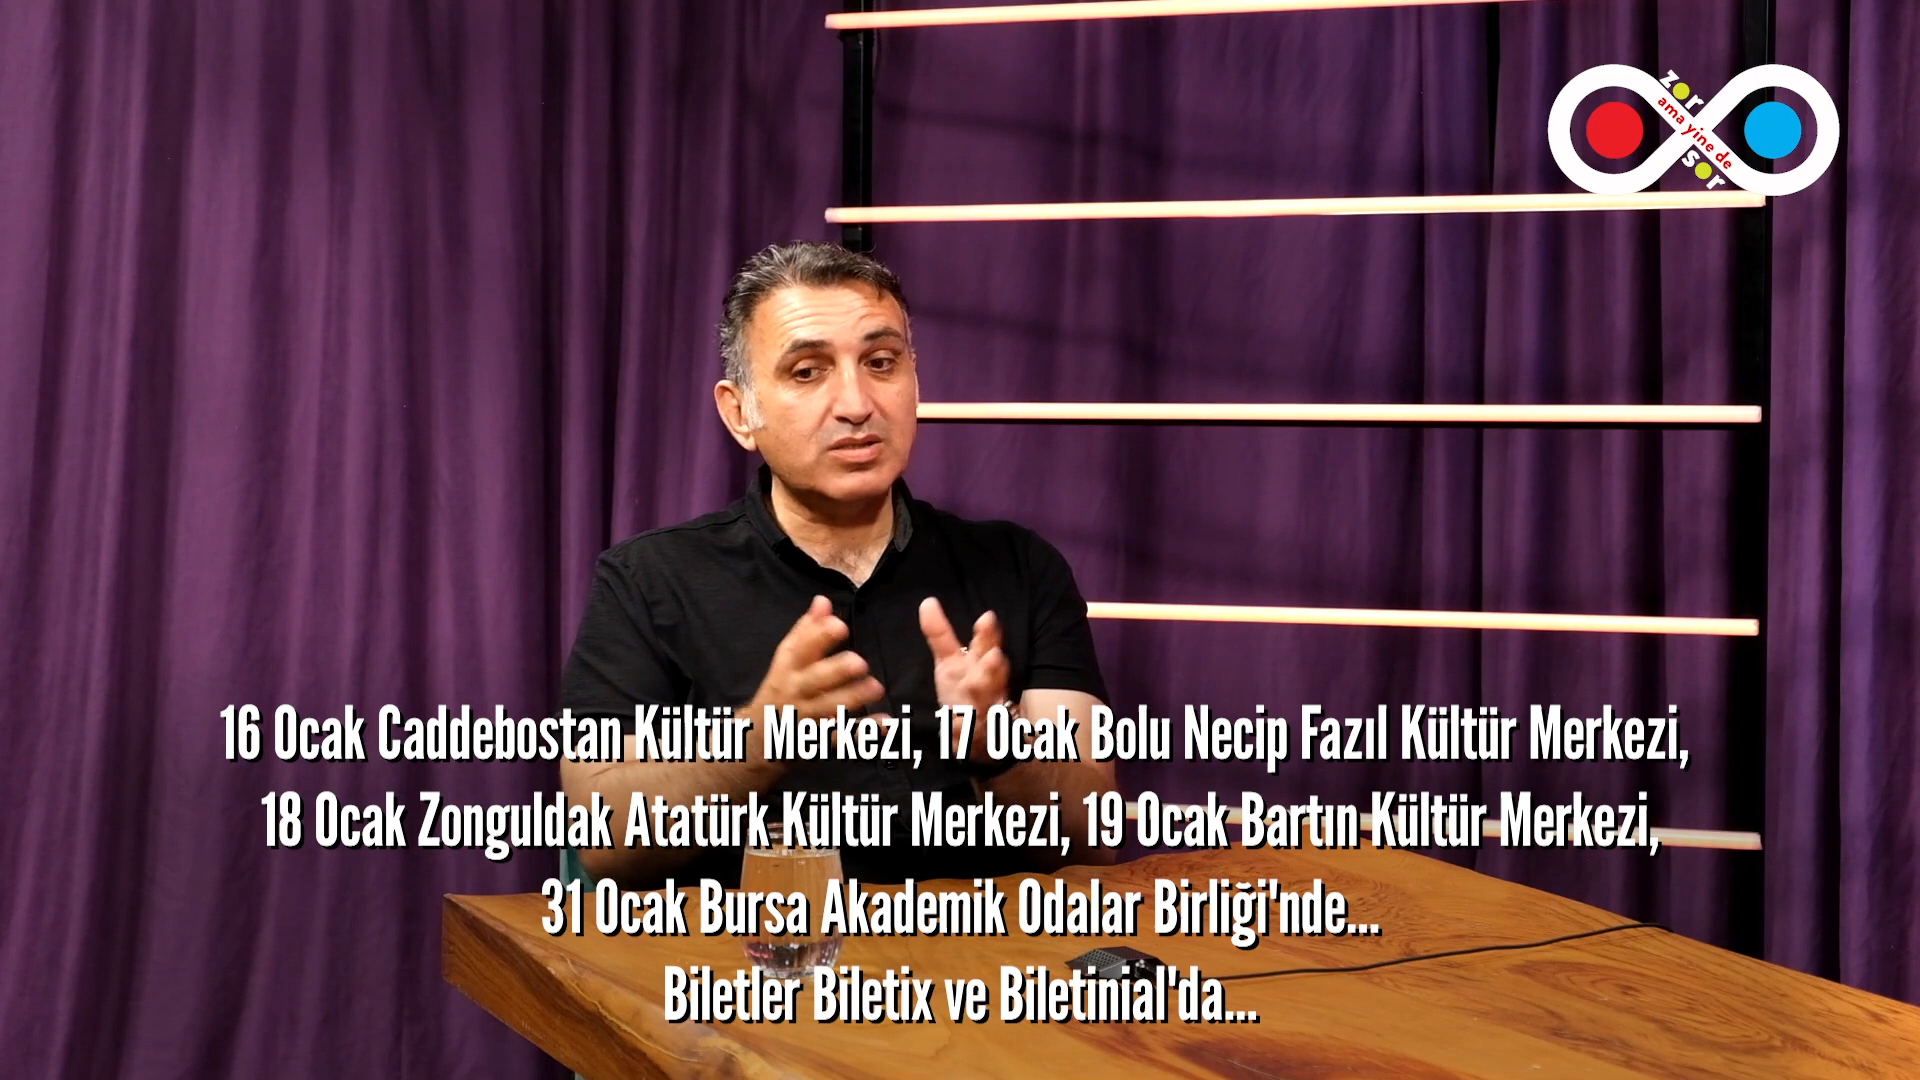 zor
ama yine de
sor
16 Ocak Caddebostan Kültür Merkezi, 17 Ocak Bolu Necip Fazıl Kültür Merkezi,
18 Ocak Zonguldak Atatürk Kültür Merkezi, 19 Ocak Bartın Kültür Merkezi,
31 Ocak Bursa Akademik Odalar Birliği'nde...
Biletler Biletix ve Biletinial'da...